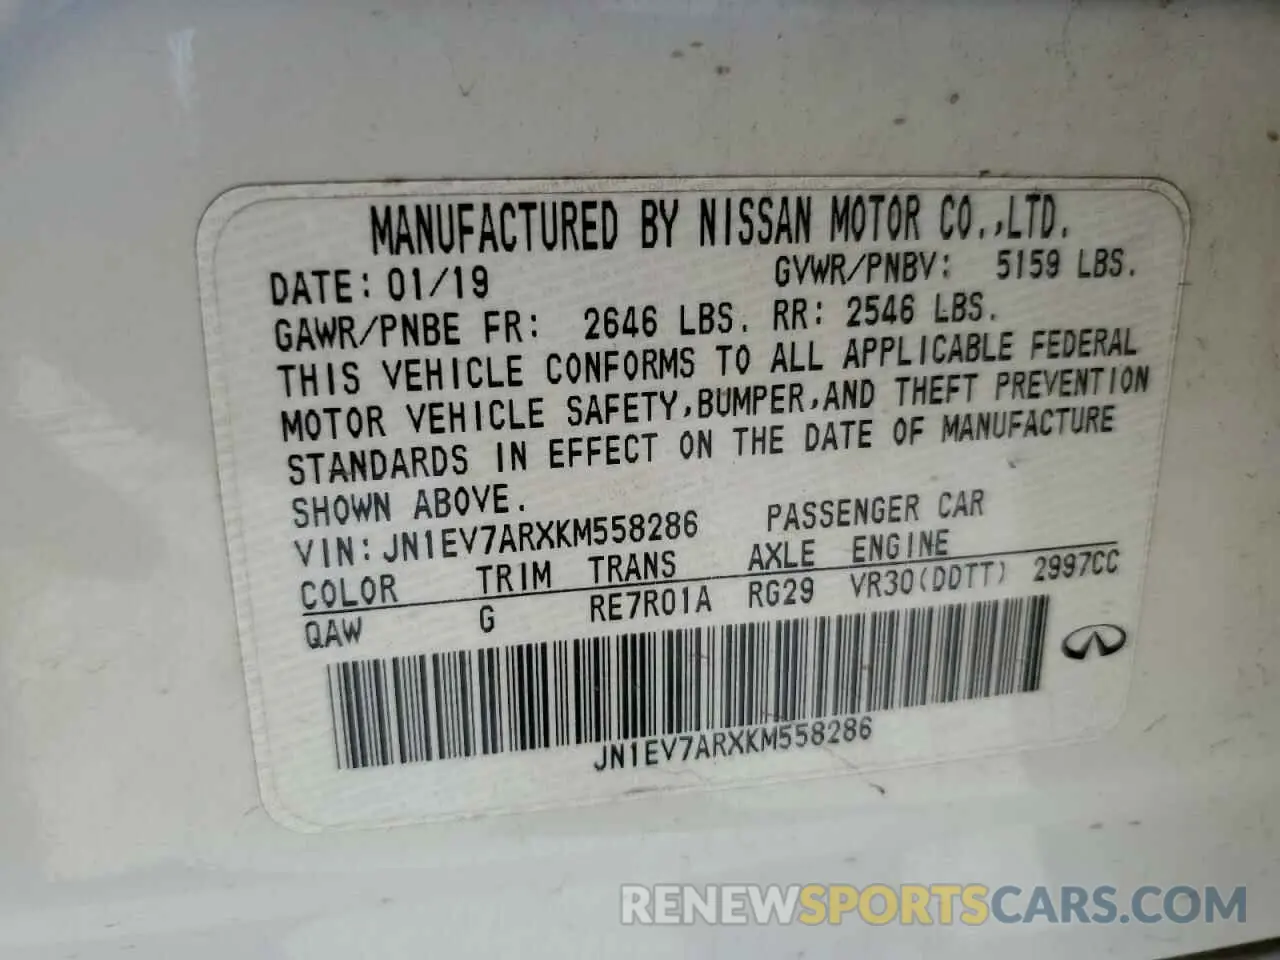 MANUFACTURED BY NISSAN MOTOR CO.,LTD.
DATE: 01/19 GVWR/PNBV: 5159 LBS.
GAWR/PNBE FR: 2646 LBS. RR: 2546 LBS.
THIS VEHICLE CONFORMS TO ALL APPLICABLE FEDERAL
MOTOR VEHICLE SAFETY,BUMPER,AND THEFT PREVENTION
STANDARDS IN EFFECT ON THE DATE OF MANUFACTURE
SHOWN ABOVE.
VIN: JN1EV7ARXKM558286 PASSENGER CAR
COLOR TRIM TRANS AXLE ENGINE
QAW G RE7R01A RG29 VR30(DDTT) 2997CC
JN1EV7ARXKM558286
RENEWSPORTSCARS.COM